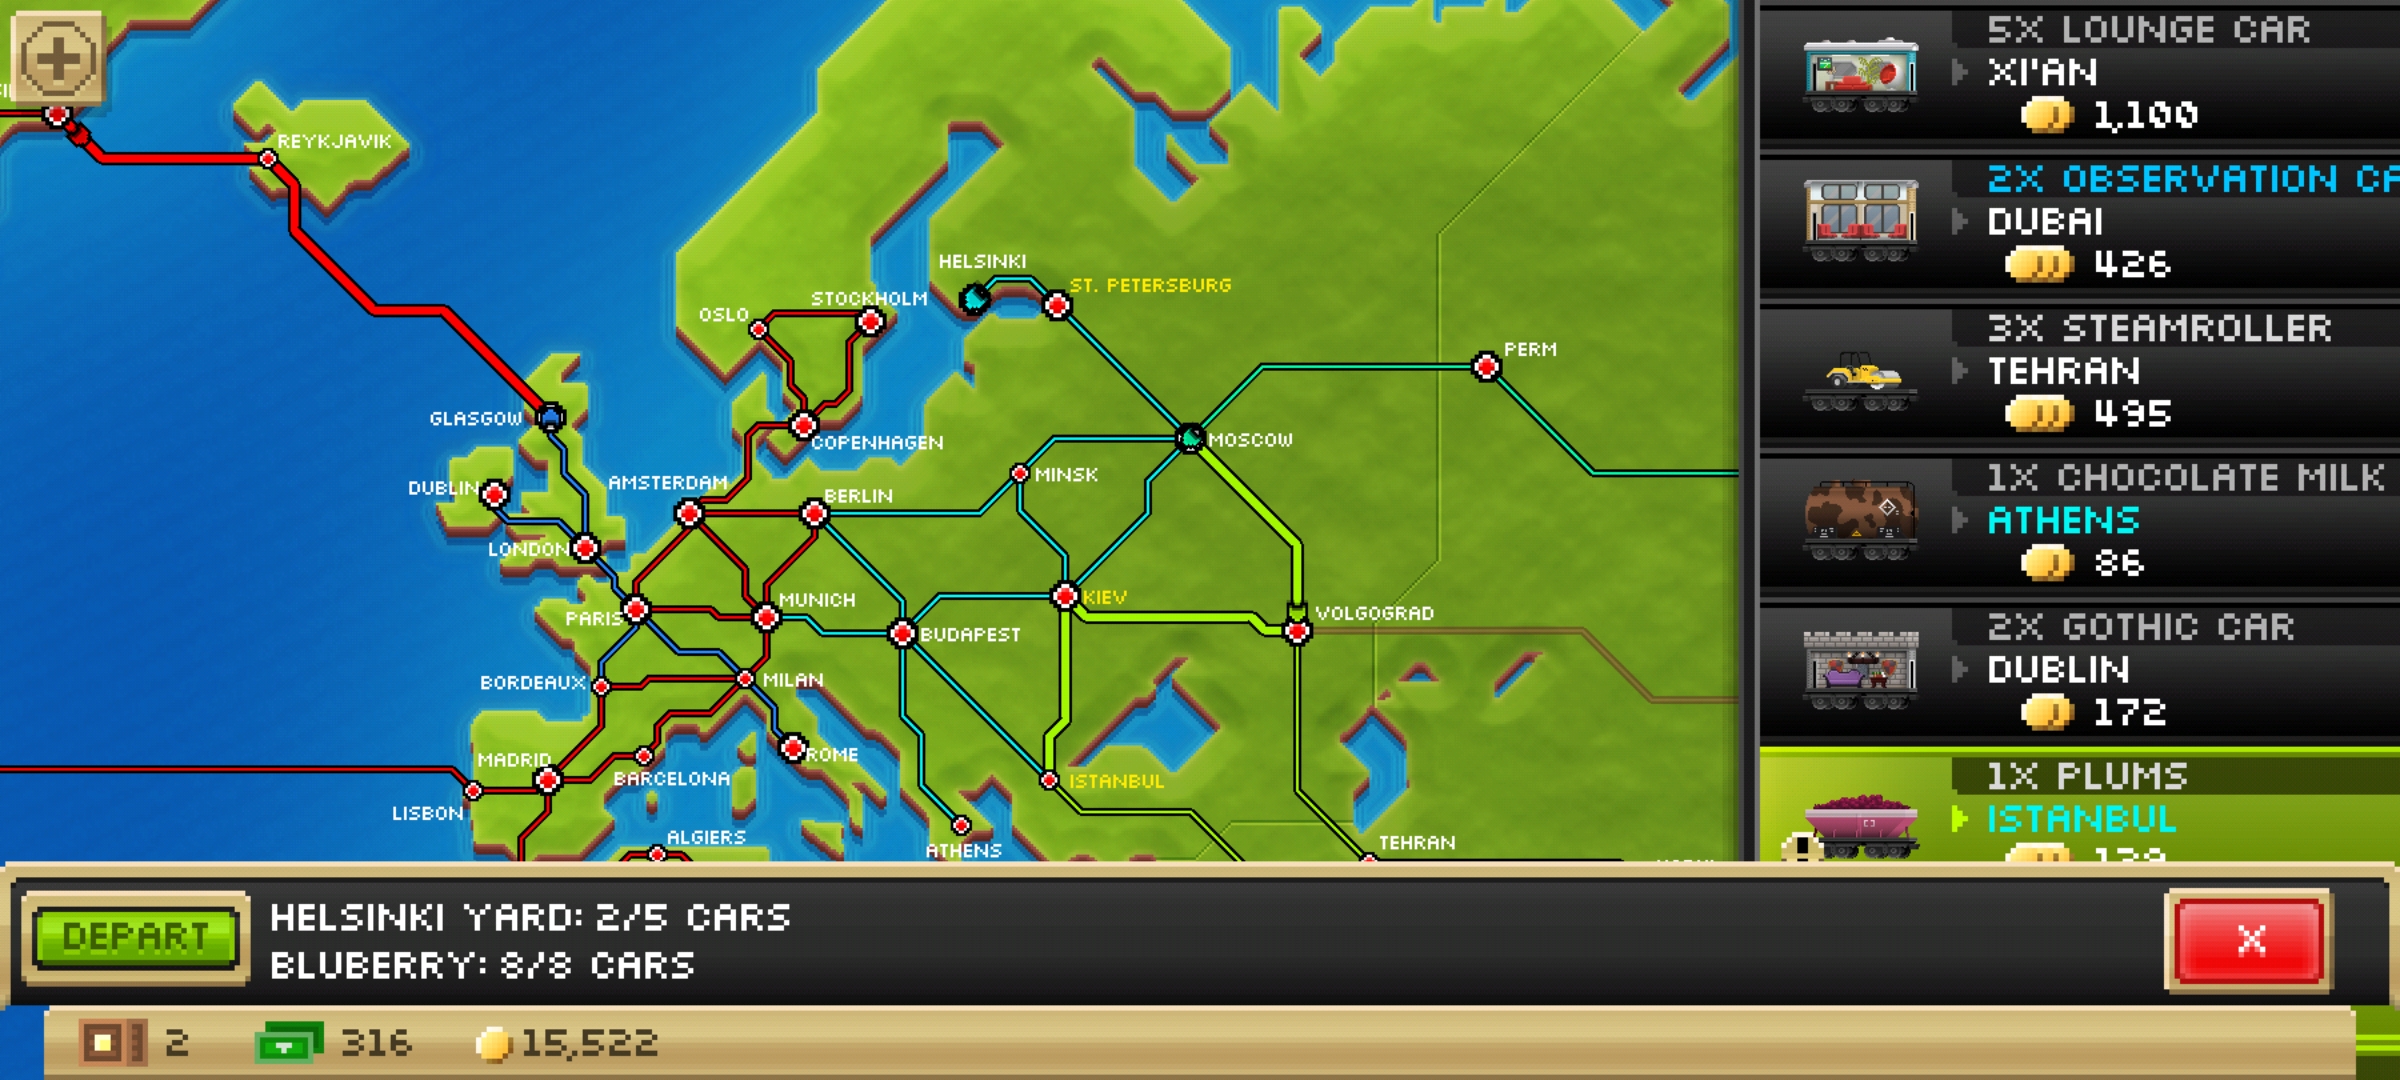 REYKJAVIK
HELSINKI
ST. PETERSBURG
STOCKHOLM
OSLO
PERM
GLASGOW
COPENHAGEN
MOSCOW
MINSK
DUBLIN
AMSTERDAM
BERLIN
LONDON
PARIS
MUNICH
KIEV
VOLGOGRAD
BUDAPEST
BORDEAUX
MILAN
MADRID
ROME
BARCELONA
ISTANBUL
LISBON
ALGIERS
ATHENS
TEHRAN
5X LOUNGE CAR
XI'AN
1,100
2X OBSERVATION CA
DUBAI
426
3X STEAMROLLER
TEHRAN
495
1X CHOCOLATE MILK
ATHENS
86
2X GOTHIC CAR
DUBLIN
172
1X PLUMS
ISTANBUL
DEPART
HELSINKI YARD: 2/5 CARS
BLUBERRY: 8/8 CARS
X
2
316
15,522